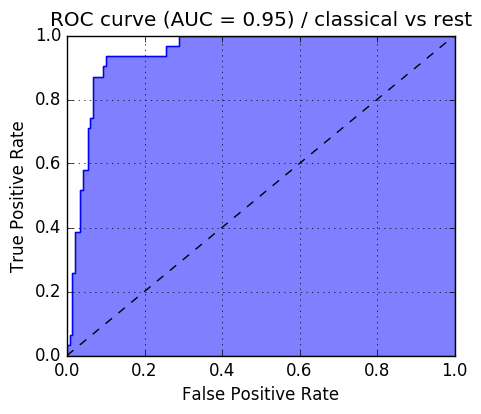 ROC curve (AUC = 0.95) / classical vs rest
True Positive Rate
1.0
0.8
0.6
0.4
0.2
0.0
0.0 0.2 0.4 0.6 0.8 1.0
False Positive Rate